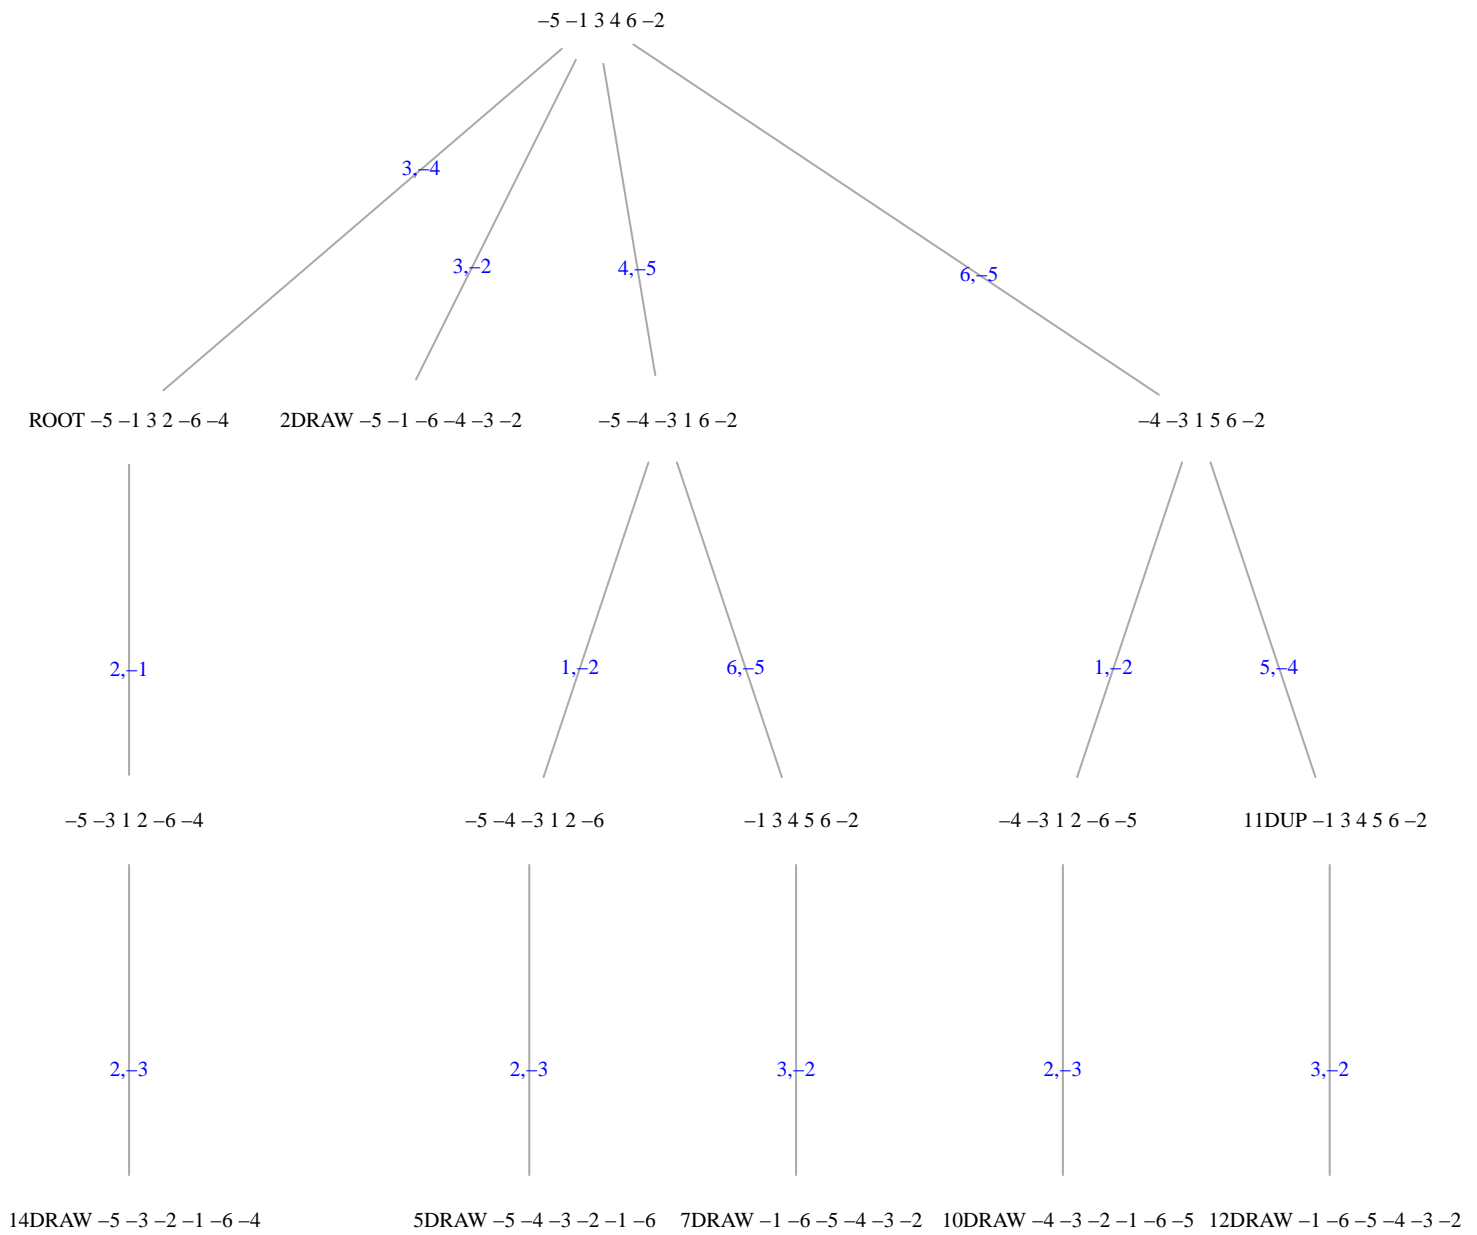 –5 –1 3 4 6 –2
3,–4
3,–2
4,–5
6,–5
ROOT –5 –1 3 2 –6 –4
2DRAW –5 –1 –6 –4 –3 –2
–5 –4 –3 1 6 –2
–4 –3 1 5 6 –2
2,–1
1,–2
6,–5
1,–2
5,–4
–5 –3 1 2 –6 –4
–5 –4 –3 1 2 –6
–1 3 4 5 6 –2
–4 –3 1 2 –6 –5
11DUP –1 3 4 5 6 –2
2,–3
2,–3
3,–2
2,–3
3,–2
14DRAW –5 –3 –2 –1 –6 –4
5DRAW –5 –4 –3 –2 –1 –6
7DRAW –1 –6 –5 –4 –3 –2
10DRAW –4 –3 –2 –1 –6 –5
12DRAW –1 –6 –5 –4 –3 –2